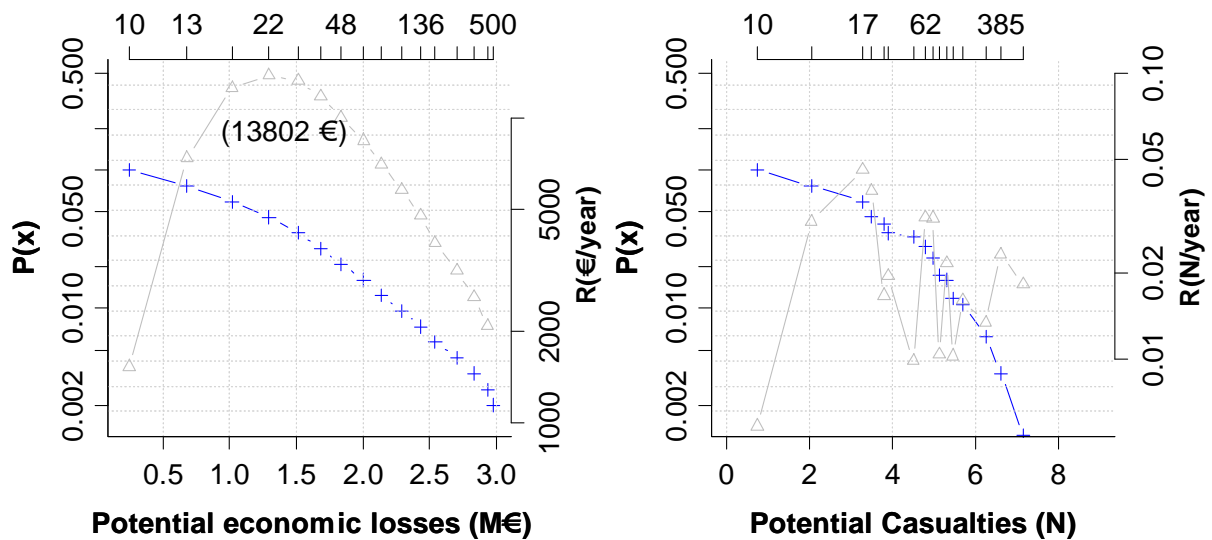 10 13 22 48 136 500
0.500
0.050
0.010
0.002
P(x)
(13802 €)
5000
2000
1000
R(€/year)
0.5 1.0 1.5 2.0 2.5 3.0
Potential economic losses (M€)
10 17 62 385
0.500
0.050
0.010
0.002
P(x)
0.10
0.05
0.02
0.01
R(N/year)
0 2 4 6 8
Potential Casualties (N)